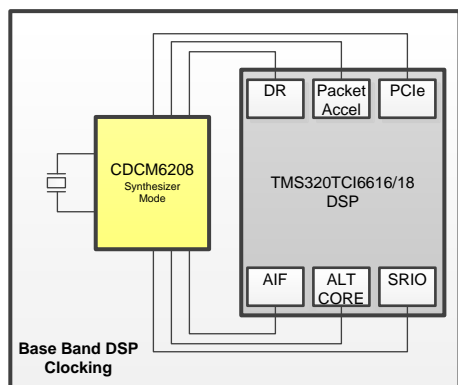 DR
Packet
Accel
PCIe
CDCM6208
Synthesizer
Mode
TMS320TCI6616/18
DSP
AIF
ALT
CORE
SRIO
Base Band DSP
Clocking